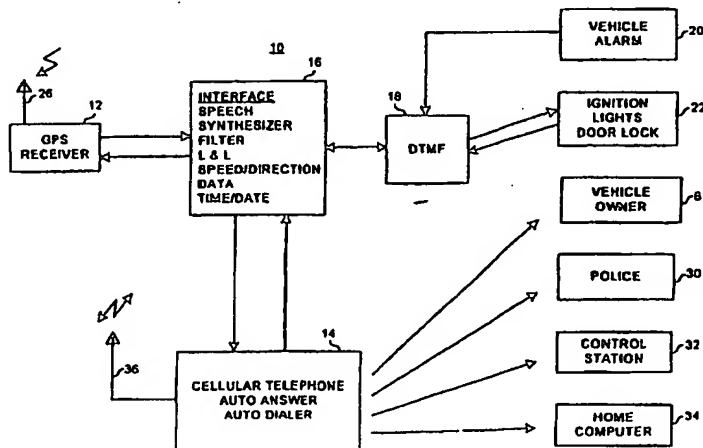 10
VEHICLE
ALARM
20
26
12
GPS
RECEIVER
16
INTERFACE
SPEECH
SYNTHESIZER
FILTER
L & L
SPEED/DIRECTION
DATA
TIME/DATE
18
DTMF
IGNITION
LIGHTS
DOOR LOCK
22
VEHICLE
OWNER
8
POLICE
30
36
14
CELLULAR TELEPHONE
AUTO ANSWER
AUTO DIALER
CONTROL
STATION
32
HOME
COMPUTER
34